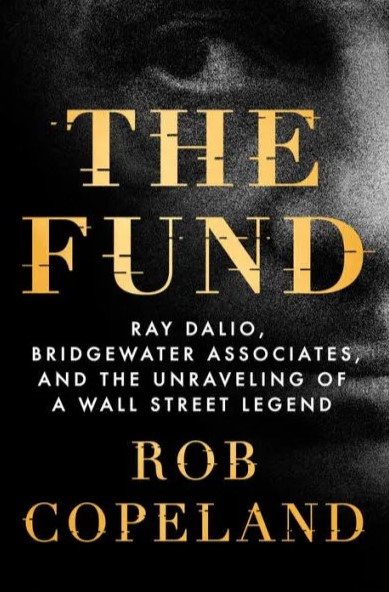 THE
FUND
RAY DALIO,
BRIDGEWATER ASSOCIATES,
AND THE UNRAVELING OF
A WALL STREET LEGEND
ROB
COPELAND